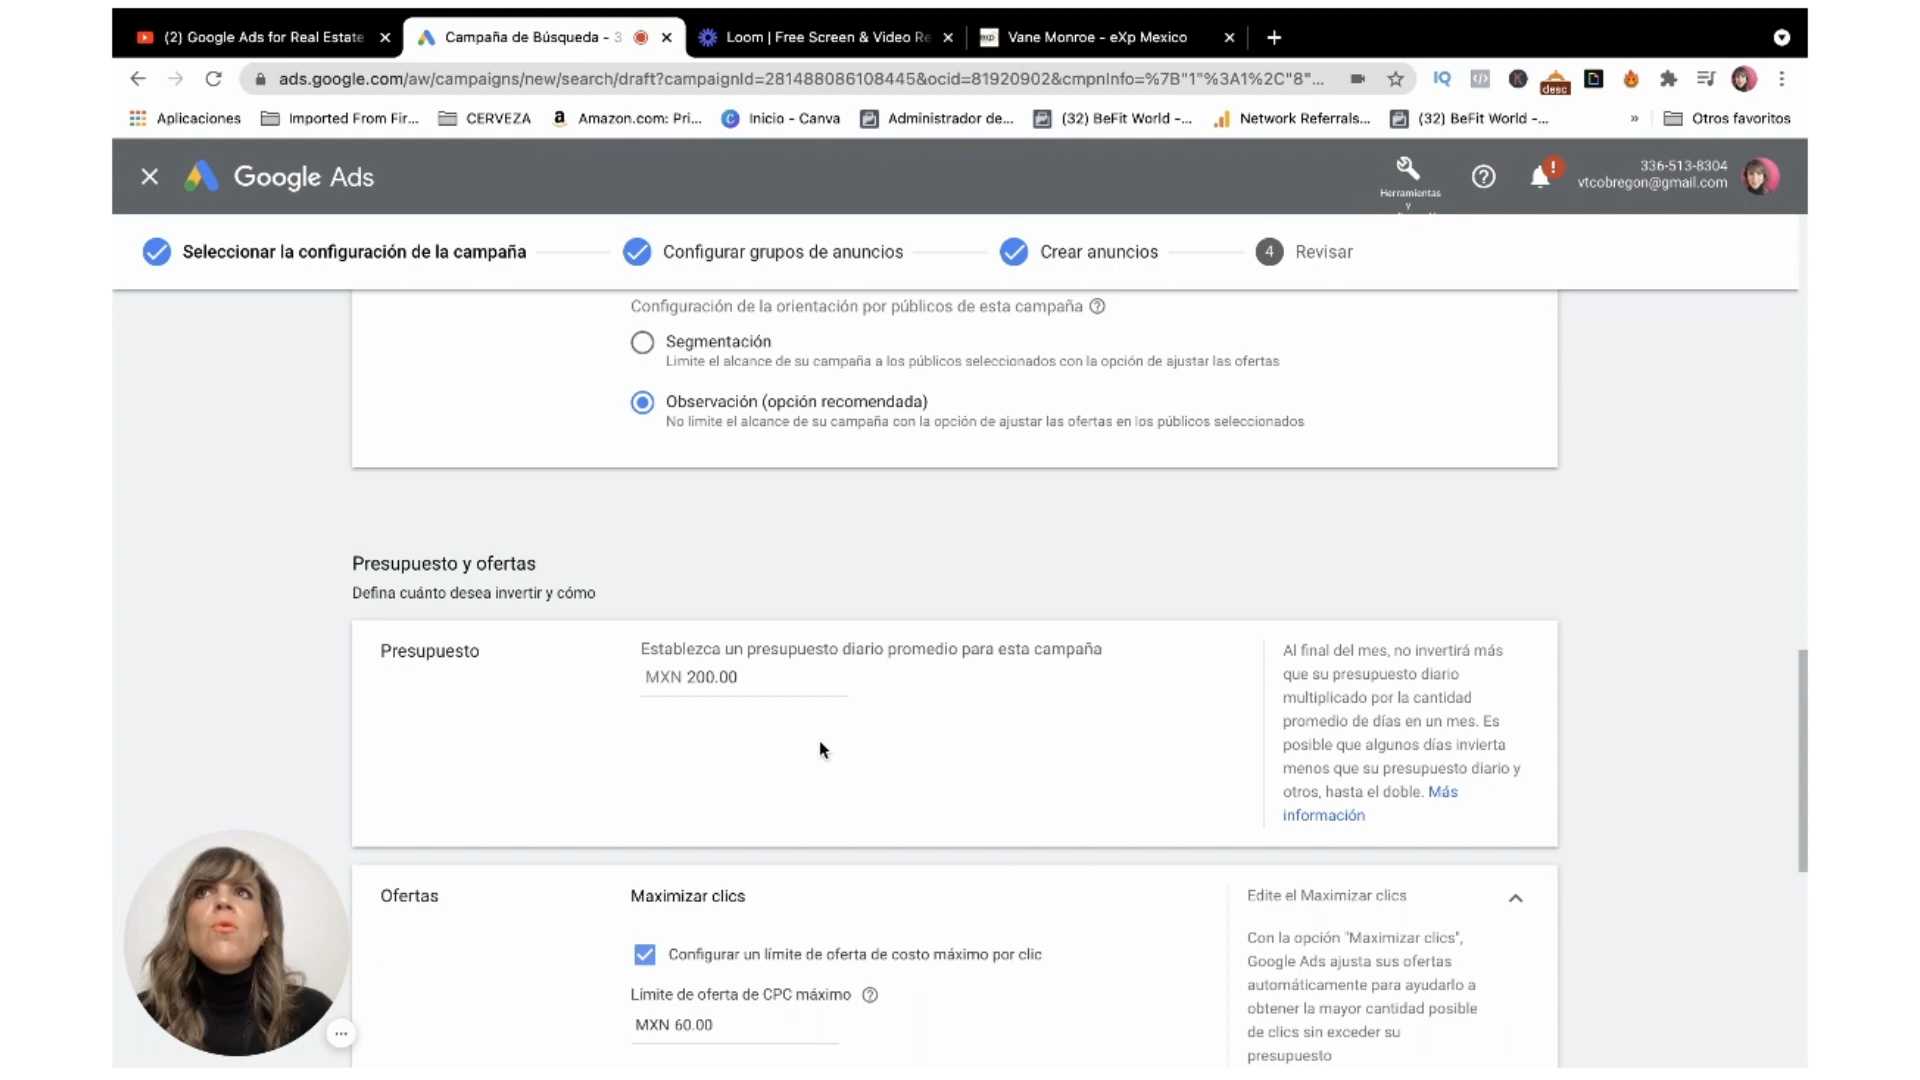 (2) Google Ads for Real Estate
Campaña de Búsqueda - 3
Loom | Free Screen & Video Re
Vane Monroe - eXp Mexico
ads.google.com/aw/campaigns/new/search/draft?campaignId=281488086108445&ocid=81920902&cmpnInfo=%7B"1"%3A1%2C"8"...
IQ
desc
Aplicaciones
Imported From Fir...
CERVEZA
Amazon.com: Pri...
Inicio - Canva
Administrador de...
(32) BeFit World -...
Network Referrals...
(32) BeFit World -...
»
Otros favoritos
Google Ads
Herramientas
y
336-513-8304
vtcobregon@gmail.com
Seleccionar la configuración de la campaña
Configurar grupos de anuncios
Crear anuncios
4 Revisar
Configuración de la orientación por públicos de esta campaña
Segmentación
Limite el alcance de su campaña a los públicos seleccionados con la opción de ajustar las ofertas
Observación (opción recomendada)
No limite el alcance de su campaña con la opción de ajustar las ofertas en los públicos seleccionados
Presupuesto y ofertas
Defina cuánto desea invertir y cómo
Presupuesto
Establezca un presupuesto diario promedio para esta campaña
MXN 200.00
Al final del mes, no invertirá más
que su presupuesto diario
multiplicado por la cantidad
promedio de días en un mes. Es
posible que algunos días invierta
menos que su presupuesto diario y
otros, hasta el doble. Más
información
Ofertas
Maximizar clics
Configurar un límite de oferta de costo máximo por clic
Límite de oferta de CPC máximo
MXN 60.00
Edite el Maximizar clics
Con la opción "Maximizar clics",
Google Ads ajusta sus ofertas
automáticamente para ayudarlo a
obtener la mayor cantidad posible
de clics sin exceder su
presupuesto